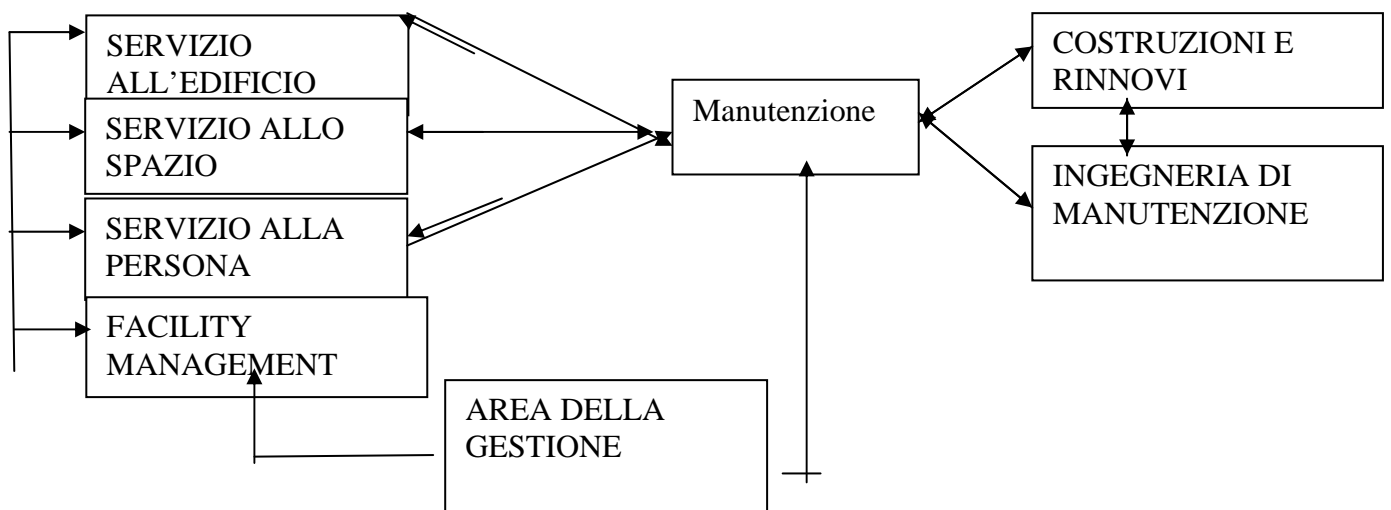 SERVIZIO
ALL’EDIFICIO
SERVIZIO ALLO
SPAZIO
SERVIZIO ALLA
PERSONA
FACILITY
MANAGEMENT
AREA DELLA
GESTIONE
Manutenzione
COSTRUZIONI E
RINNOVI
INGEGNERIA DI
MANUTENZIONE